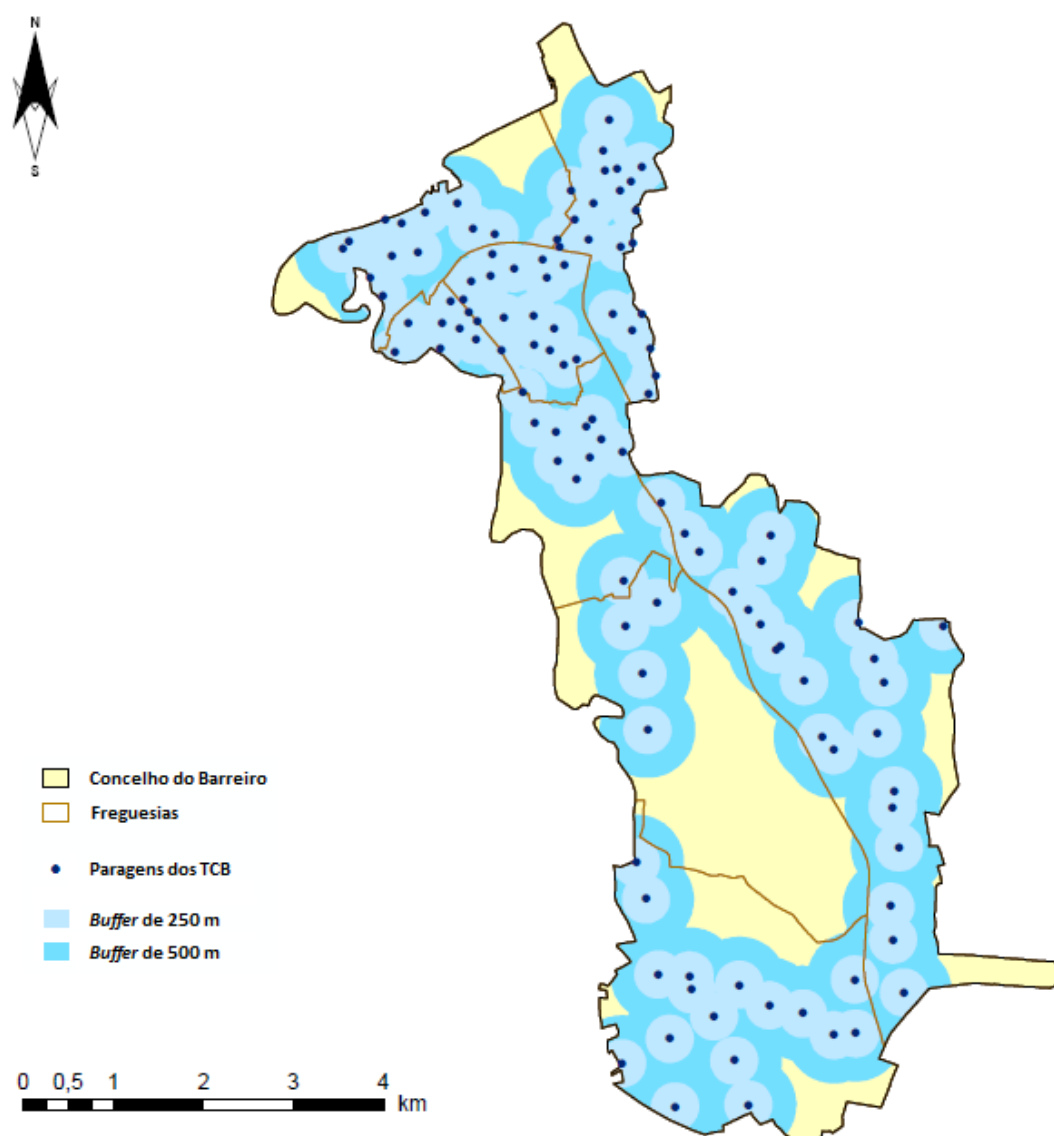 N
S
Concelho do Barreiro
Freguesias
Paragens dos TCB
Buffer de 250 m
Buffer de 500 m
0 0,5 1 2 3 4
km